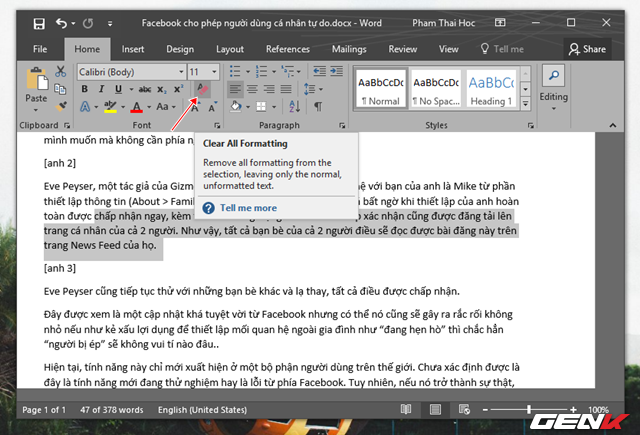 Facebook cho phép người dùng cá nhân tự do.docx - Word
Pham Thai Hoc
File Home Insert Design Layout References Mailings Review View Tell me Share
Calibri (Body) 11
Paste
B I U abc X₂ X²
A ab A Aa A A
AaBbCcDc AaBbCcDc AaBbCc
¶ Normal ¶ No Spac... Heading 1
Editing
Clipboard Font Paragraph Styles
mình muốn mà không cần phía n
[anh 2]
Clear All Formatting
Remove all formatting from the
selection, leaving only the normal,
unformatted text.
Tell me more
Eve Peyser, một tác giả của Gizm hệ với bạn của anh là Mike từ phần
thiết lập thông tin (About > Famil bất ngờ khi thiết lập của anh hoàn
toàn được chấp nhận ngay, kèm xác nhận cũng được đăng tải lên
trang cá nhân của cả 2 người. Như vậy, tất cả bạn bè của cả 2 người điều sẽ đọc được bài đăng này trên
trang News Feed của họ.
[anh 3]
Eve Peyser cũng tiếp tục thử với những bạn bè khác và lạ thay, tất cả điều được chấp nhận.
Đây được xem là một cập nhật khá tuyệt vời từ Facebook nhưng có thể nó cũng sẽ gây ra rắc rối không
nhỏ nếu như kẻ xấu lợi dụng để thiết lập mối quan hệ ngoài gia đình như “đang hẹn hò” thì chắc hẳn
“người bị ép” sẽ không vui tí nào đâu..
Hiện tại, tính năng này chỉ mới xuất hiện ở một bộ phận người dùng trên thế giới. Chưa xác định được là
đây là tính năng mới đang thử nghiệm hay là lỗi từ phía Facebook. Tuy nhiên, nếu nó trở thành sự thật,
Page 1 of 1 47 of 378 words English (United States) 100%
GENK